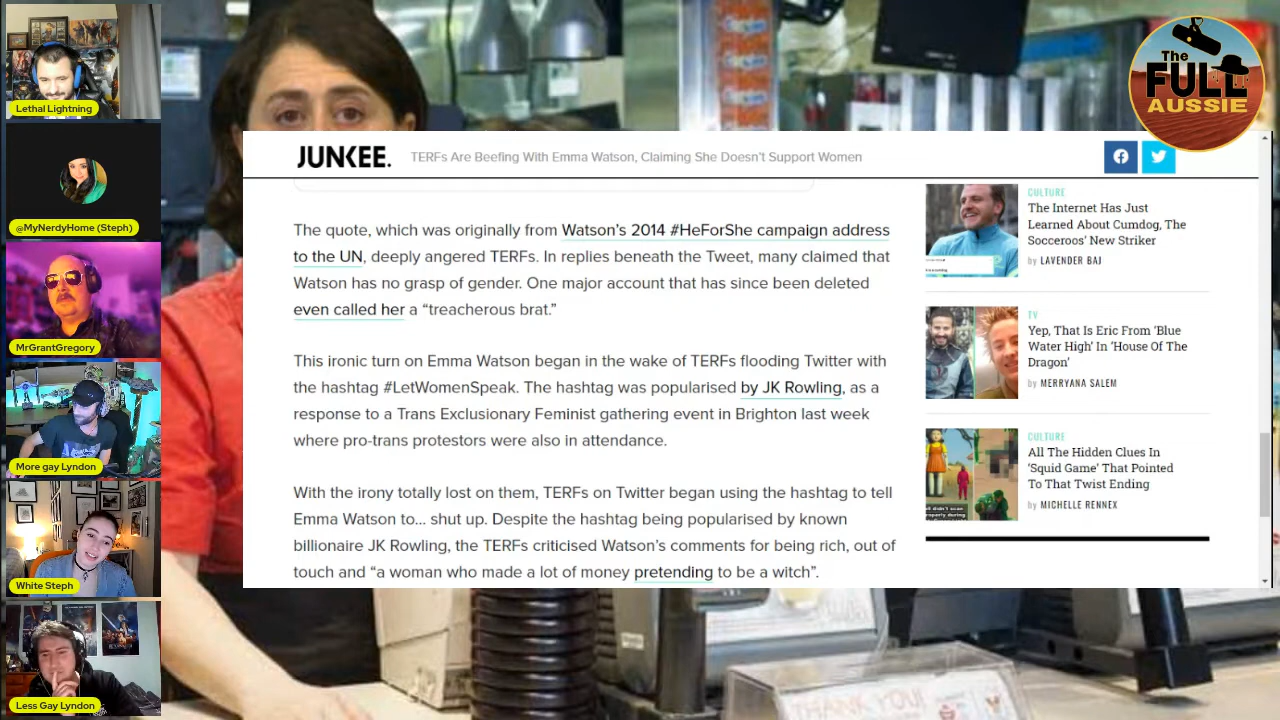 Lethal Lightning
@MyNerdyHome (Steph)
MrGrantGregory
More gay Lyndon
White Steph
Less Gay Lyndon
The
FULL
AUSSIE
JUNKEE.
TERFs Are Beefing With Emma Watson, Claiming She Doesn't Support Women
The quote, which was originally from Watson's 2014 #HeForShe campaign address
to the UN, deeply angered TERFs. In replies beneath the Tweet, many claimed that
Watson has no grasp of gender. One major account that has since been deleted
even called her a “treacherous brat.”
This ironic turn on Emma Watson began in the wake of TERFs flooding Twitter with
the hashtag #LetWomenSpeak. The hashtag was popularised by JK Rowling, as a
response to a Trans Exclusionary Feminist gathering event in Brighton last week
where pro-trans protestors were also in attendance.
With the irony totally lost on them, TERFs on Twitter began using the hashtag to tell
Emma Watson to… shut up. Despite the hashtag being popularised by known
billionaire JK Rowling, the TERFs criticised Watson's comments for being rich, out of
touch and “a woman who made a lot of money pretending to be a witch”.
CULTURE
The Internet Has Just
Learned About Cumdog, The
Socceroos' New Striker
by LAVENDER BAJ
TV
Yep, That Is Eric From 'Blue
Water High' In 'House Of The
Dragon'
by MERRYANA SALEM
CULTURE
All The Hidden Clues In
'Squid Game' That Pointed
To That Twist Ending
by MICHELLE RENNEX
THANK YOU